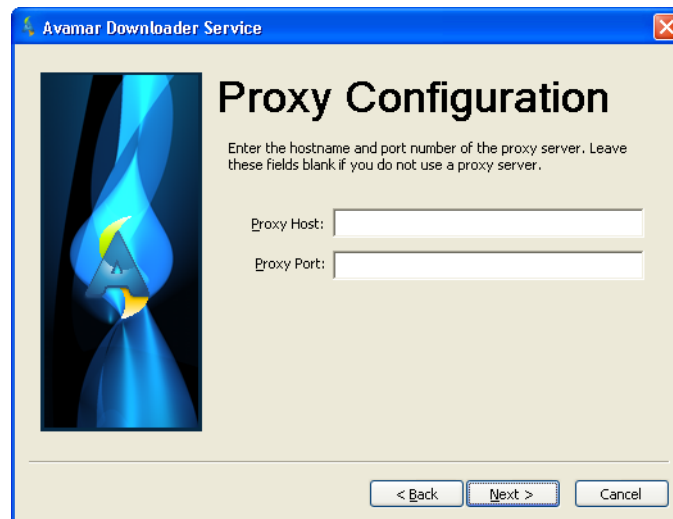 Avamar Downloader Service
Proxy Configuration
Enter the hostname and port number of the proxy server. Leave
these fields blank if you do not use a proxy server.
Proxy Host:
Proxy Port:
A
< Back
Next >
Cancel